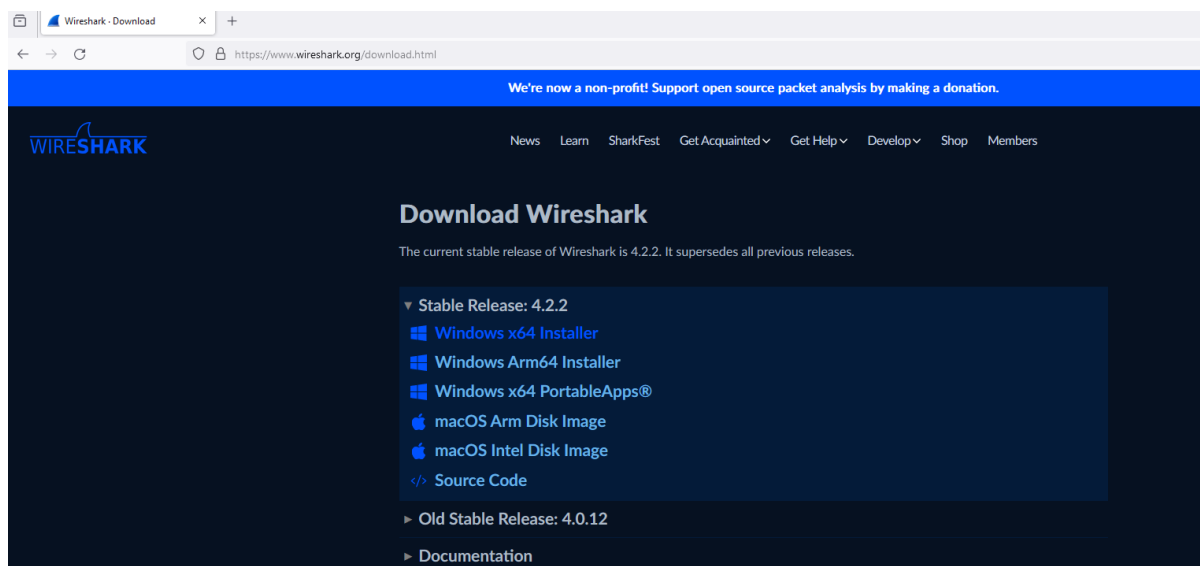 Wireshark · Download
https://www.wireshark.org/download.html
We're now a non-profit! Support open source packet analysis by making a donation.
WIRESHARK
News Learn SharkFest Get Acquainted Get Help Develop Shop Members
Download Wireshark
The current stable release of Wireshark is 4.2.2. It supersedes all previous releases.
Stable Release: 4.2.2
Windows x64 Installer
Windows Arm64 Installer
Windows x64 PortableApps®
macOS Arm Disk Image
macOS Intel Disk Image
</> Source Code
Old Stable Release: 4.0.12
Documentation